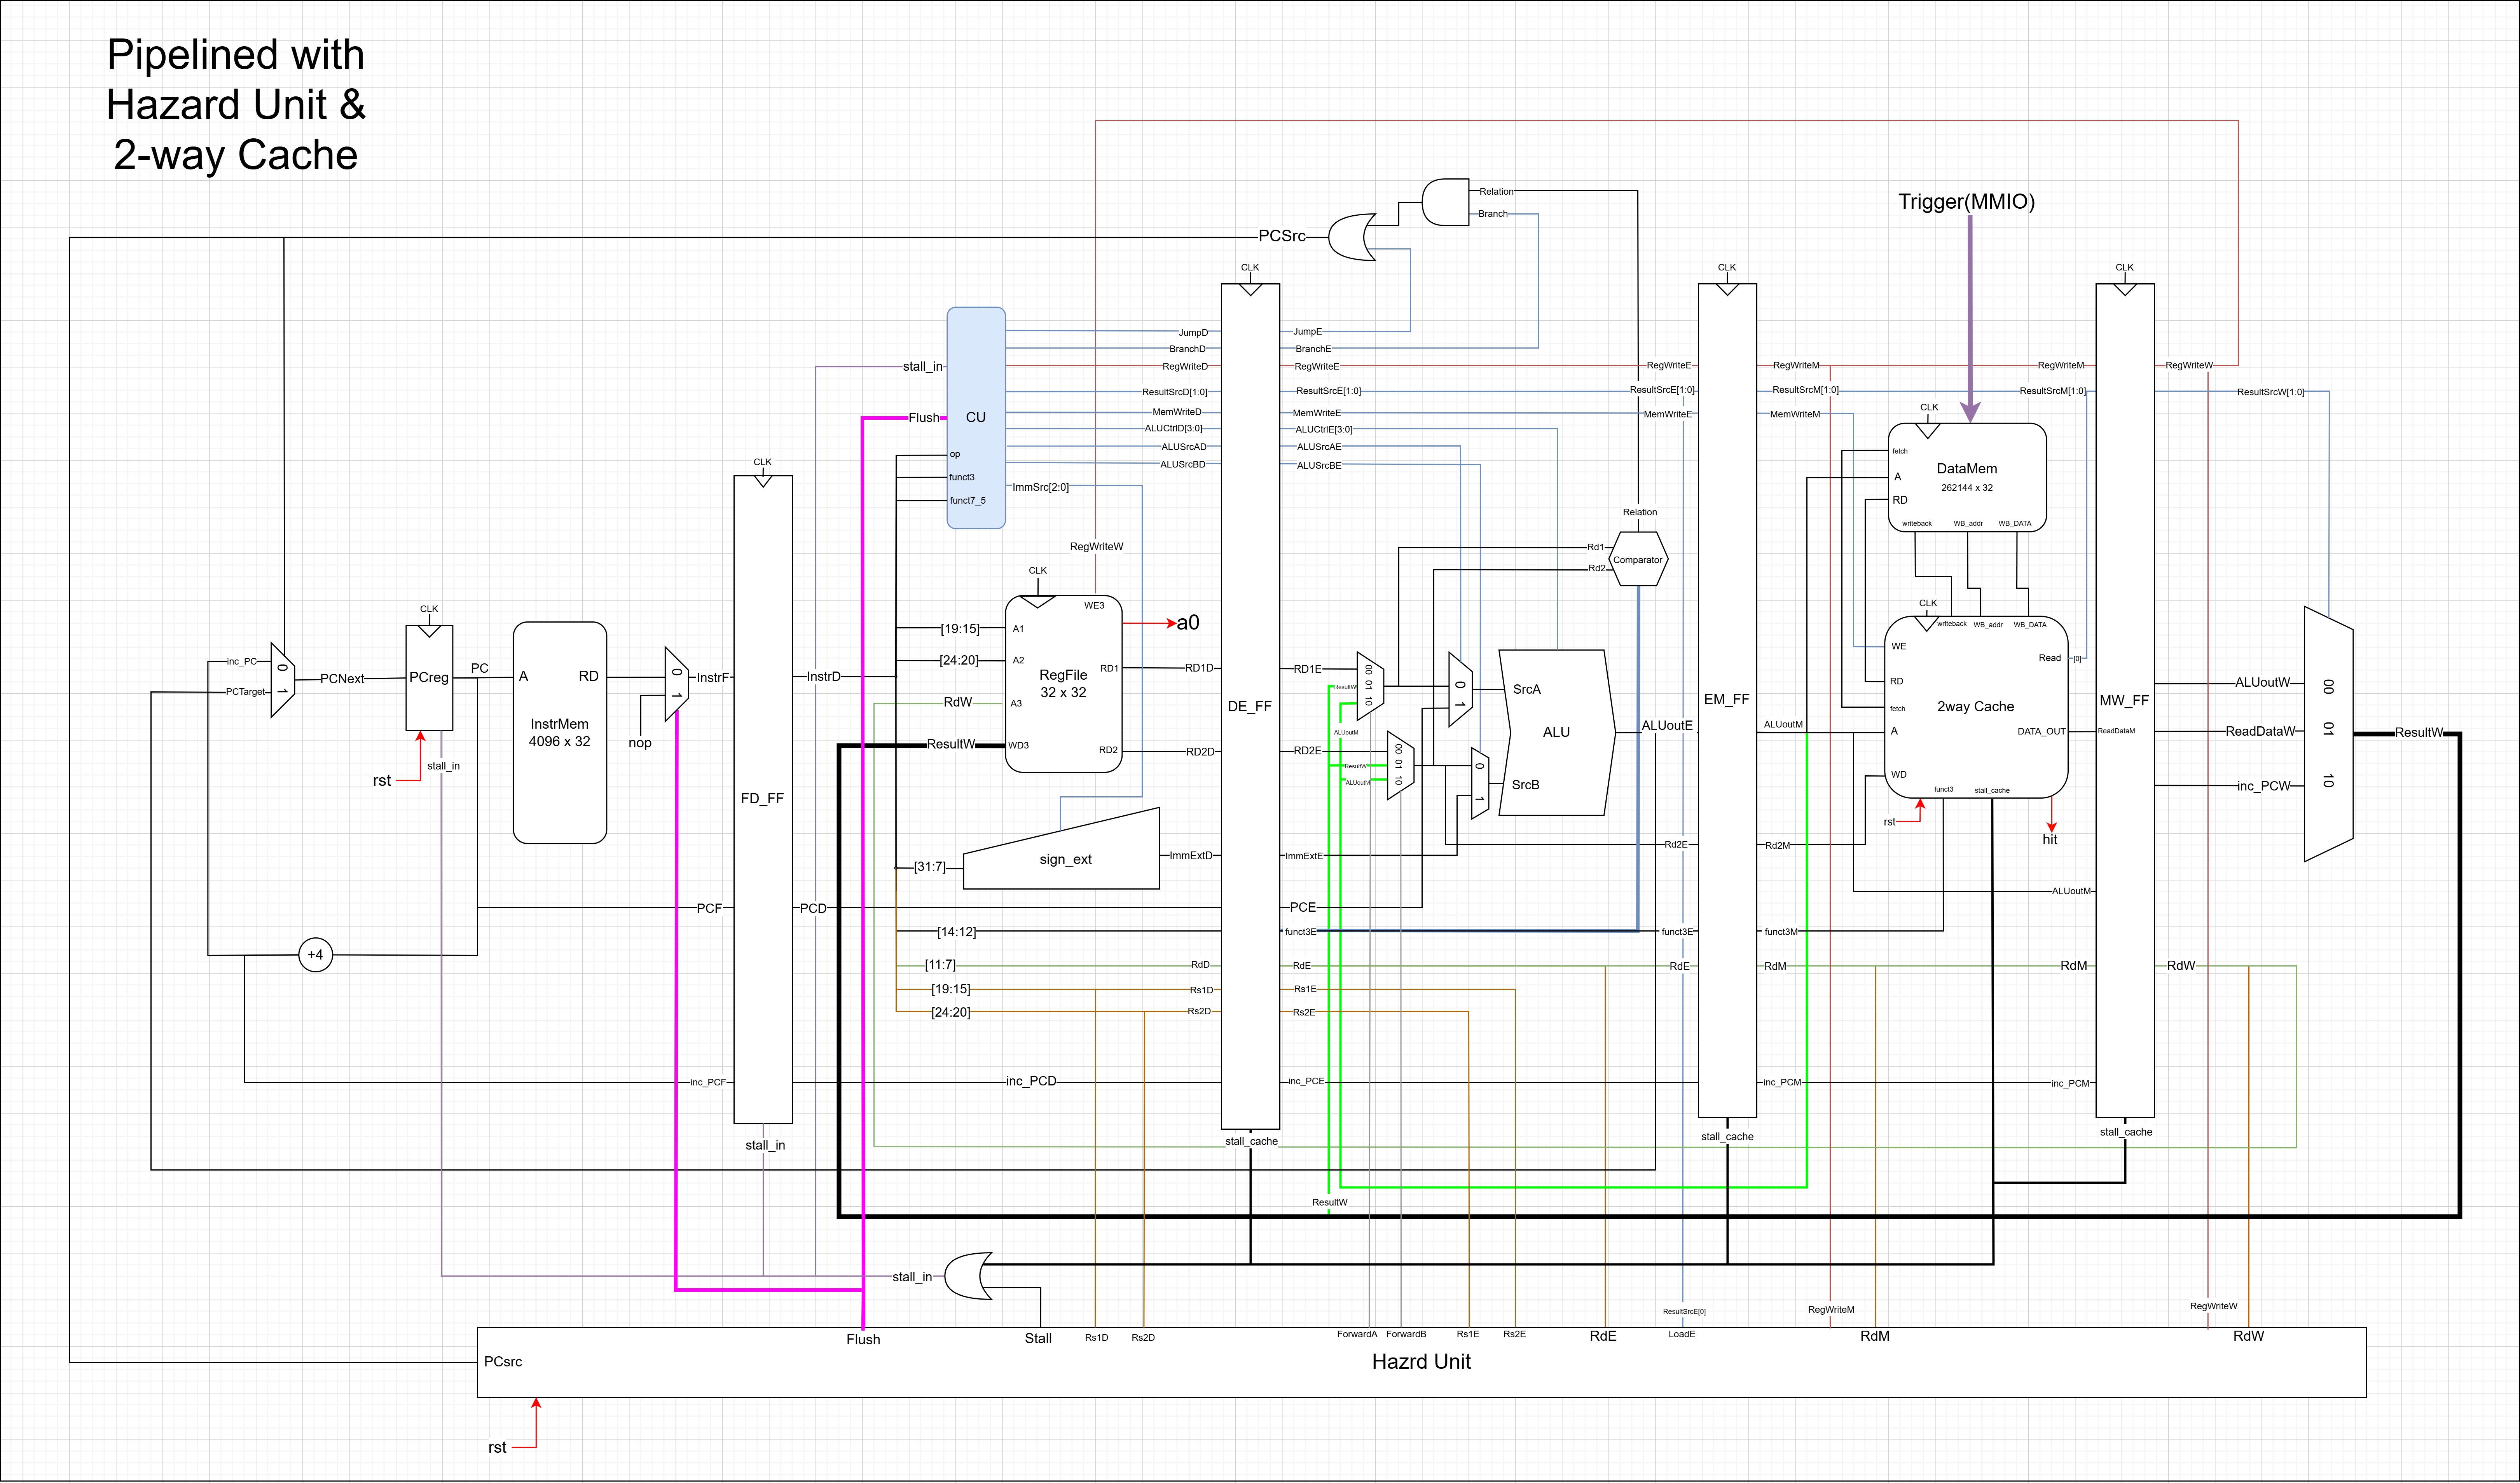 Pipelined with
Hazard Unit &
2-way Cache
Relation
Branch
Trigger(MMIO)
PCSrc
CLK
CLK
CLK
JumpD
JumpE
BranchD
BranchE
stall_in
RegWriteD
RegWriteE
RegWriteE
RegWriteM
RegWriteM
RegWriteW
ResultSrcD[1:0]
ResultSrcE[1:0]
ResultSrcE[1:0]
ResultSrcM[1:0]
ResultSrcM[1:0]
ResultSrcW[1:0]
Flush
CU
MemWriteD
MemWriteE
MemWriteE
MemWriteM
CLK
ALUCtrlD[3:0]
ALUCtrlE[3:0]
ALUSrcAD
ALUSrcAE
op
fetch
CLK
ALUSrcBD
ALUSrcBE
DataMem
funct3
A
ImmSrc[2:0]
262144 x 32
funct7_5
RD
Relation
writeback
WB_addr
WB_DATA
RegWriteW
Rd1
Comparator
Rd2
CLK
CLK
WE3
CLK
a0
writeback
WB_addr
WB_DATA
[19:15]
A1
WE
inc_PC
0
[24:20]
A2
Read
[0]
PC
RD1
RD1D
RD1E
00
01
10
A
RD
0
RegFile
PCNext
PCreg
InstrF
InstrD
32 x 32
RD
ALUoutW
00
PCTarget
1
1
ResultW
0
1
SrcA
RdW
A3
DE_FF
EM_FF
MW_FF
fetch
2way Cache
InstrMem
4096 x 32
nop
ALUoutM
ALU
ALUoutE
ALUoutM
A
DATA_OUT
ReadDataM
ReadDataW
01
ResultW
ResultW
WD3
RD2
RD2D
RD2E
00
01
10
stall_in
ResultW
0
rst
ALUoutM
SrcB
WD
inc_PCW
10
FD_FF
1
funct3
stall_cache
rst
hit
sign_ext
ImmExtD
ImmExtE
Rd2E
Rd2M
[31:7]
ALUoutM
PCF
PCD
PCE
[14:12]
funct3E
funct3E
funct3M
+4
[11:7]
RdD
RdE
RdE
RdM
RdM
RdW
[19:15]
Rs1D
Rs1E
[24:20]
Rs2D
Rs2E
inc_PCF
inc_PCD
inc_PCE
inc_PCM
inc_PCM
stall_in
stall_cache
stall_cache
stall_cache
ResultW
stall_in
ResultSrcE[0]
RegWriteM
RegWriteW
Flush
Stall
Rs1D
Rs2D
ForwardA
ForwardB
Rs1E
Rs2E
RdE
LoadE
RdM
RdW
PCsrc
Hazrd Unit
rst